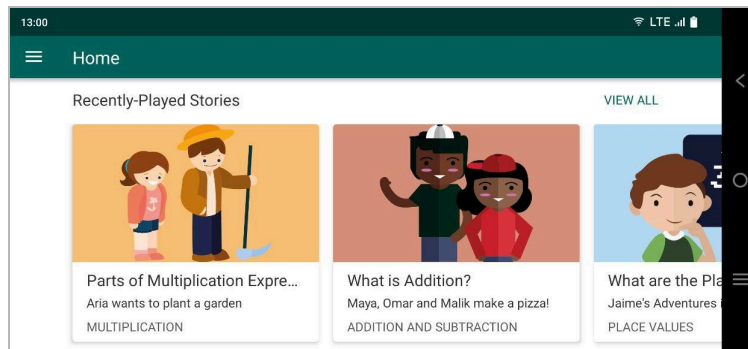 13:00 LTE
Home
Recently-Played Stories VIEW ALL
Parts of Multiplication Expre... What is Addition? What are the Pla
Aria wants to plant a garden Maya, Omar and Malik make a pizza! Jaime's Adventures
MULTIPLICATION ADDITION AND SUBTRACTION PLACE VALUES